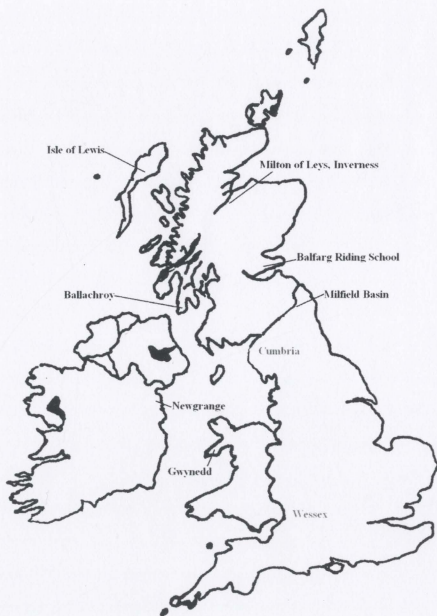 Isle of Lewis
Milton of Leys, Inverness
Balfarg Riding School
Ballachroy
Milfield Basin
Cumbria
Newgrange
Gwynedd
Wessex